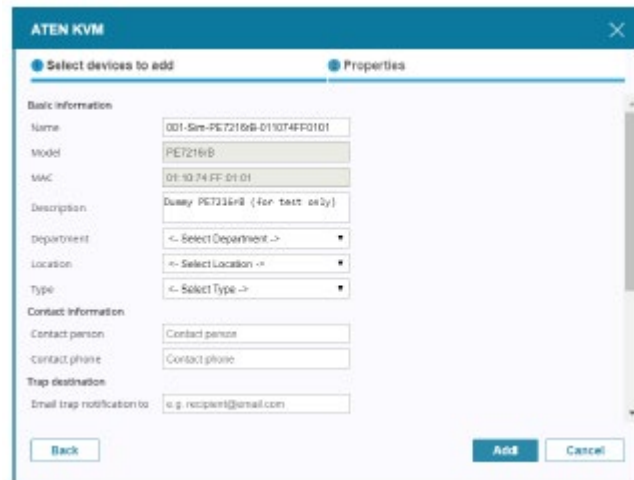 ATEN KVM
1 Select devices to add
2 Properties
Basic information
Name 001-Sim-PE7216rB-011074FF0101
Model PE7216rB
MAC 01:10:74:FF:01:01
Description Dummy PE7216rB (for test only)
Department <- Select Department ->
Location <- Select Location ->
Type <- Select Type ->
Contact Information
Contact person Contact person
Contact phone Contact phone
Trap destination
Email trap notification to e.g. recipient@email.com
Back Add Cancel